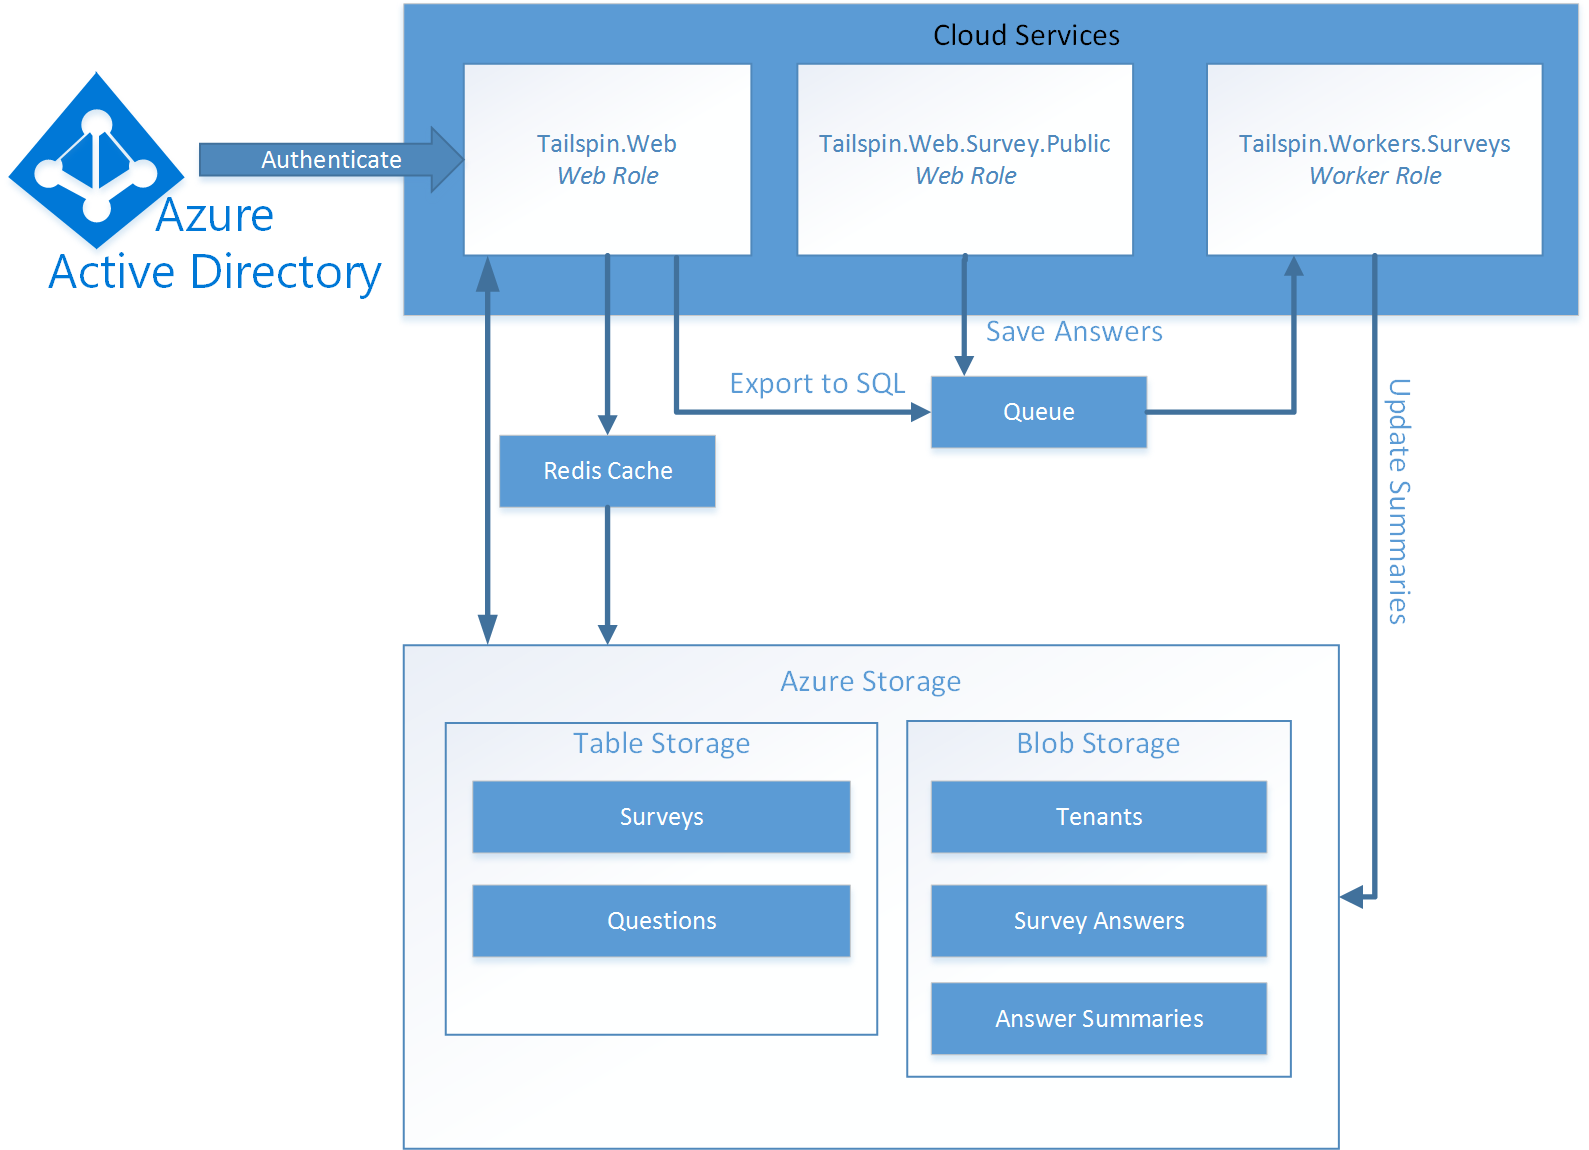 Cloud Services
Tailspin.Web
Web Role
Tailspin.Web.Survey.Public
Web Role
Tailspin.Workers.Surveys
Worker Role
Authenticate
Azure
Active Directory
Save Answers
Export to SQL
Queue
Update Summaries
Redis Cache
Azure Storage
Table Storage
Surveys
Questions
Blob Storage
Tenants
Survey Answers
Answer Summaries